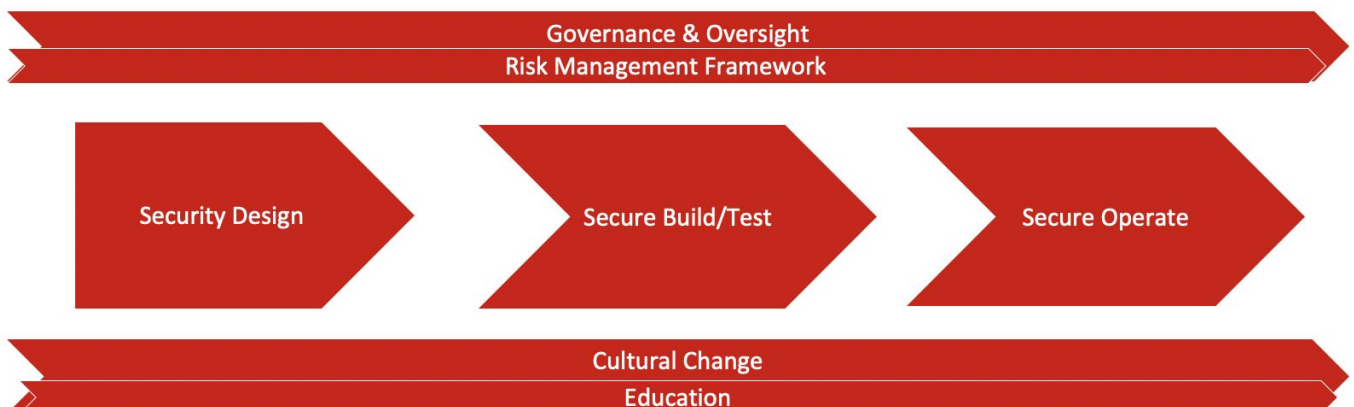 Governance & Oversight
Risk Management Framework
Security Design
Secure Build/Test
Secure Operate
Cultural Change
Education